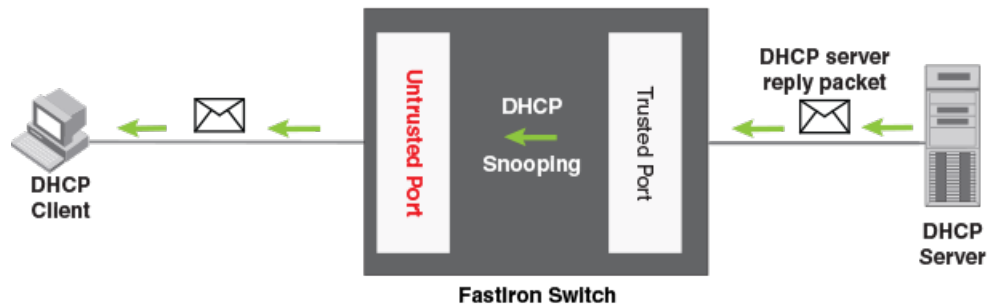 DHCP
Client
Untrusted Port
DHCP
Snooping
Trusted Port
DHCP server
reply packet
DHCP
Server
FastIron Switch